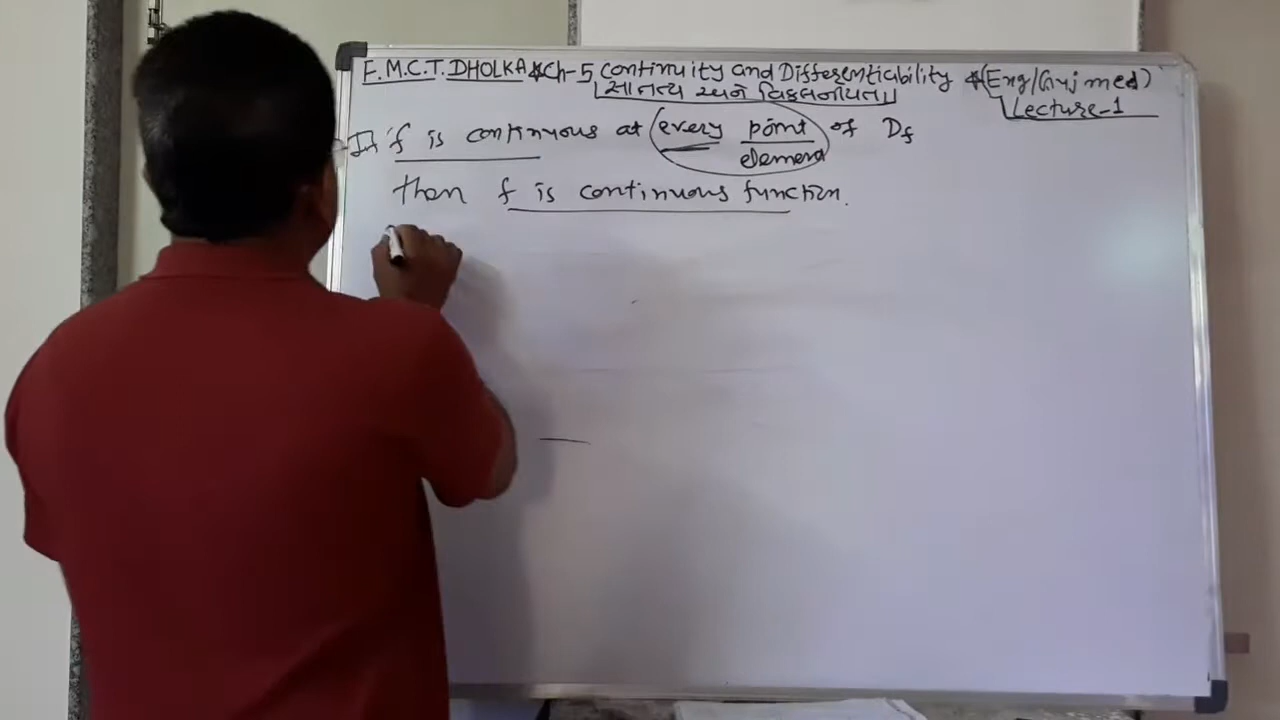 F.M.C.T. DHOLKA * Ch-5 Continuity and Differentiability * (Eng/Guj med)
સાતત્ય અને વિકલનીયતા
Lecture-1
If f is continuous at every point of Df
element
then f is continuous function.